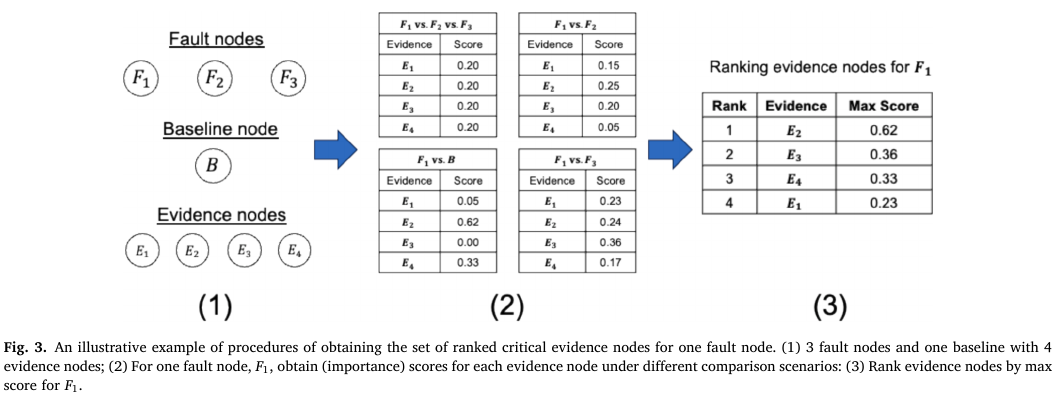 Fault nodes
F1 F2 F3
Baseline node
B
Evidence nodes
E1 E2 E3 E4
(1)
F1 vs. F2 vs. F3
Evidence Score
E1 0.20
E2 0.20
E3 0.20
E4 0.20
F1 vs. F2
Evidence Score
E1 0.15
E2 0.25
E3 0.20
E4 0.05
F1 vs. B
Evidence Score
E1 0.05
E2 0.62
E3 0.00
E4 0.33
F1 vs. F3
Evidence Score
E1 0.23
E2 0.24
E3 0.36
E4 0.17
(2)
Ranking evidence nodes for F1
Rank Evidence Max Score
1 E2 0.62
2 E3 0.36
3 E4 0.33
4 E1 0.23
(3)
Fig. 3. An illustrative example of procedures of obtaining the set of ranked critical evidence nodes for one fault node. (1) 3 fault nodes and one baseline with 4
evidence nodes; (2) For one fault node, F1, obtain (importance) scores for each evidence node under different comparison scenarios: (3) Rank evidence nodes by max
score for F1.